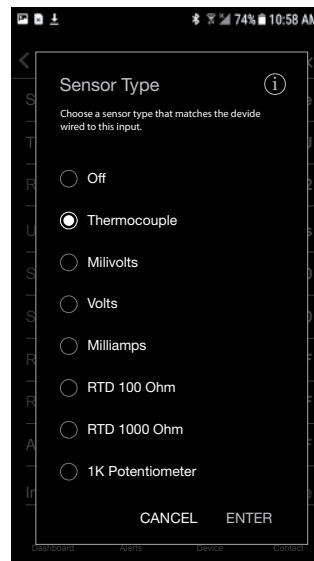 74% 10:58 AM
Sensor Type
Choose a sensor type that matches the devide
wired to this input.
Off
Thermocouple
Milivolts
Volts
Milliamps
RTD 100 Ohm
RTD 1000 Ohm
1K Potentiometer
CANCEL ENTER
Dashboard Alerts Device Contact